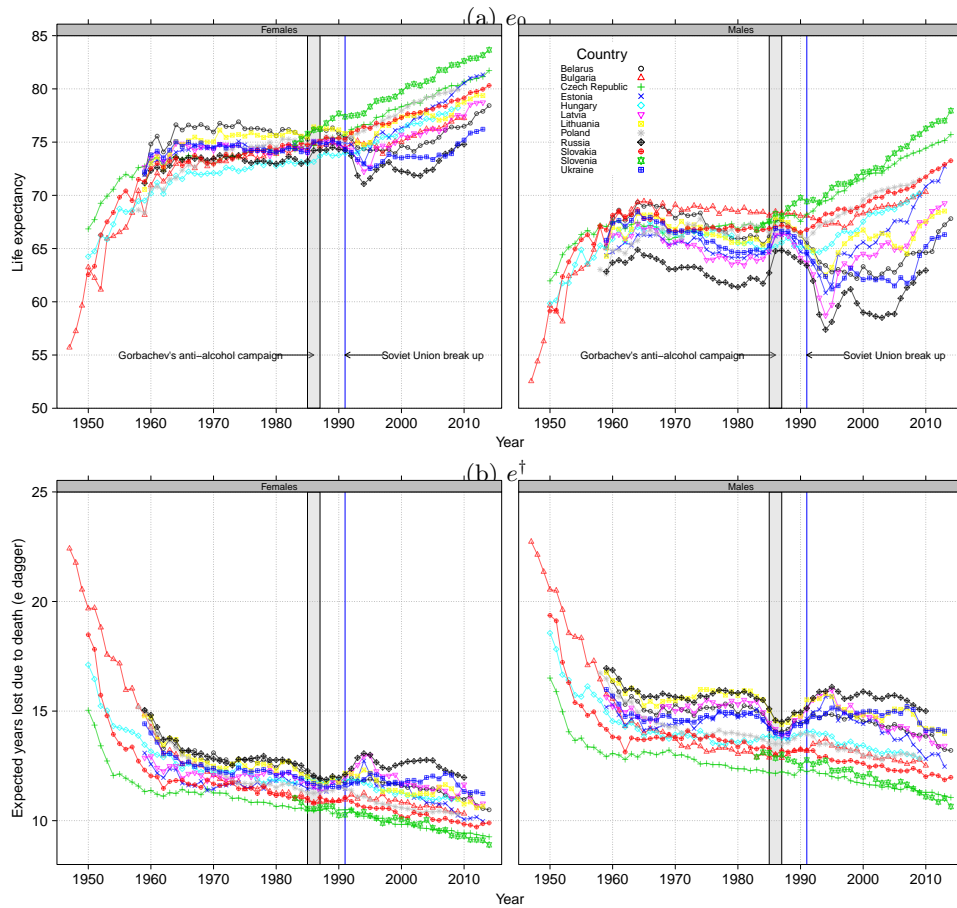 (a) e₀
Females
Males
85
80
75
70
65
60
55
50
Life expectancy
Country
Belarus
Bulgaria
Czech Republic
Estonia
Hungary
Latvia
Lithuania
Poland
Russia
Slovakia
Slovenia
Ukraine
Gorbachev's anti−alcohol campaign
Soviet Union break up
Gorbachev's anti−alcohol campaign
Soviet Union break up
1950 1960 1970 1980 1990 2000 2010
1950 1960 1970 1980 1990 2000 2010
Year
Year
(b) e†
Females
Males
25
20
15
10
Expected years lost due to death (e dagger)
1950 1960 1970 1980 1990 2000 2010
1950 1960 1970 1980 1990 2000 2010
Year
Year